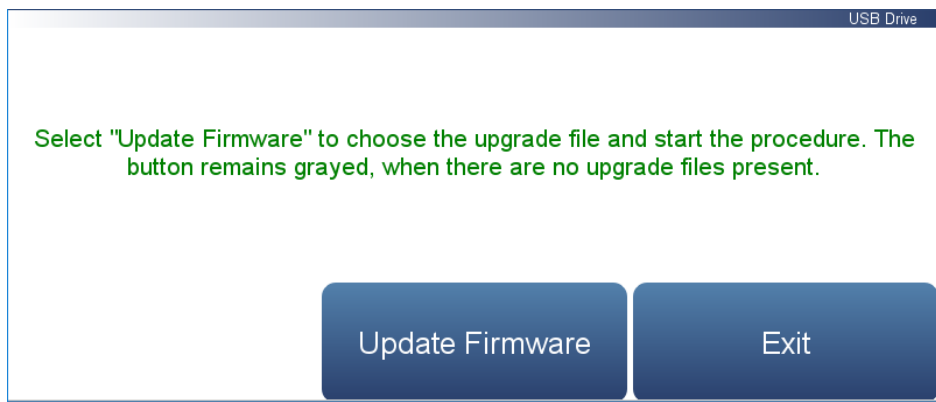 USB Drive
Select "Update Firmware" to choose the upgrade file and start the procedure. The
button remains grayed, when there are no upgrade files present.
Update Firmware
Exit